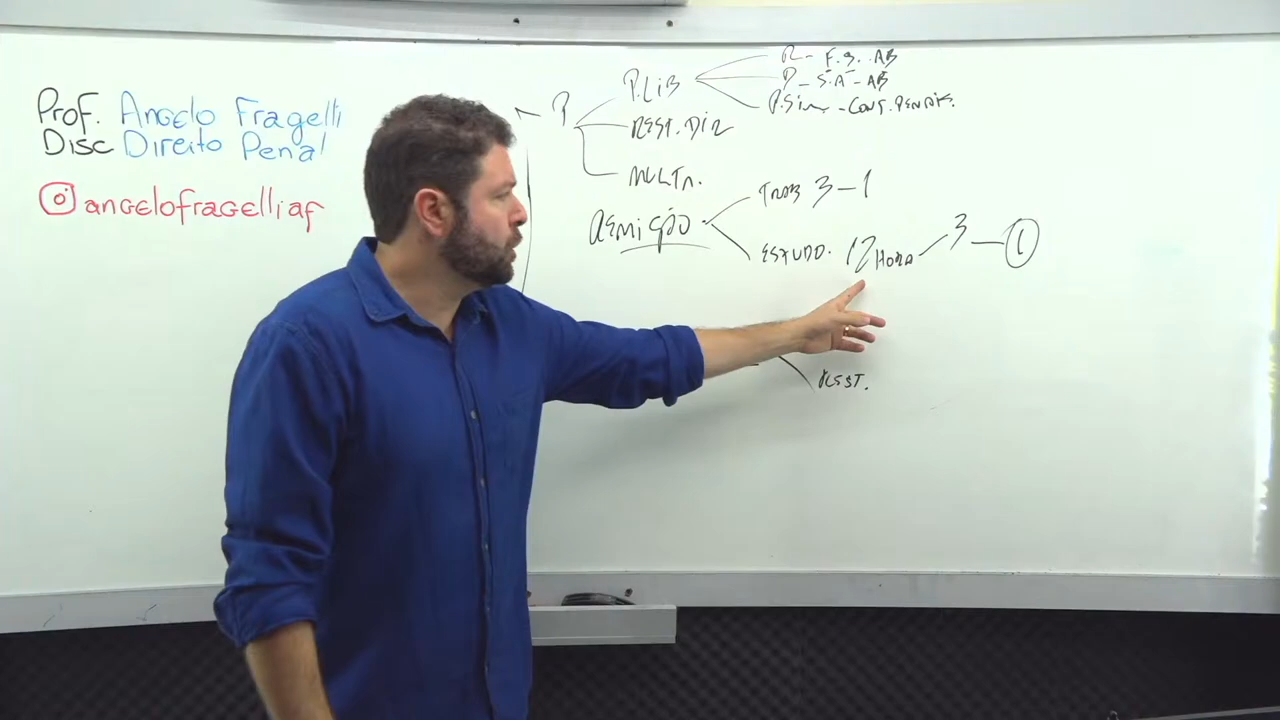 Prof. Angelo Fragelli
Disc Direito Penal
angelofragelliaf
P
P.LIB
R - F.S. AB
D - S.A - AB
P.Sim - Cont. Penais.
REST. DIR
MULTA.
REMIÇÃO
TRAB 3-1
ESTUDO. 12 HORA 3 - 1
REST.